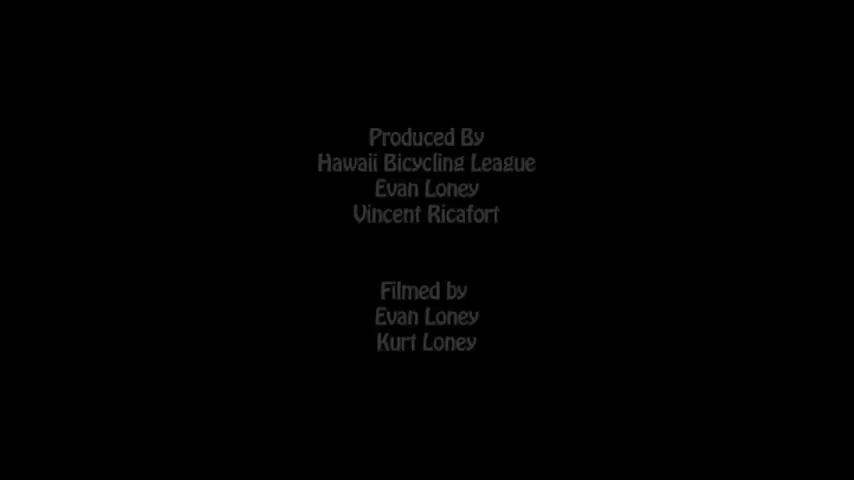 Produced By
Hawaii Bicycling League
Evan Loney
Vincent Ricafort
Filmed by
Evan Loney
Kurt Loney